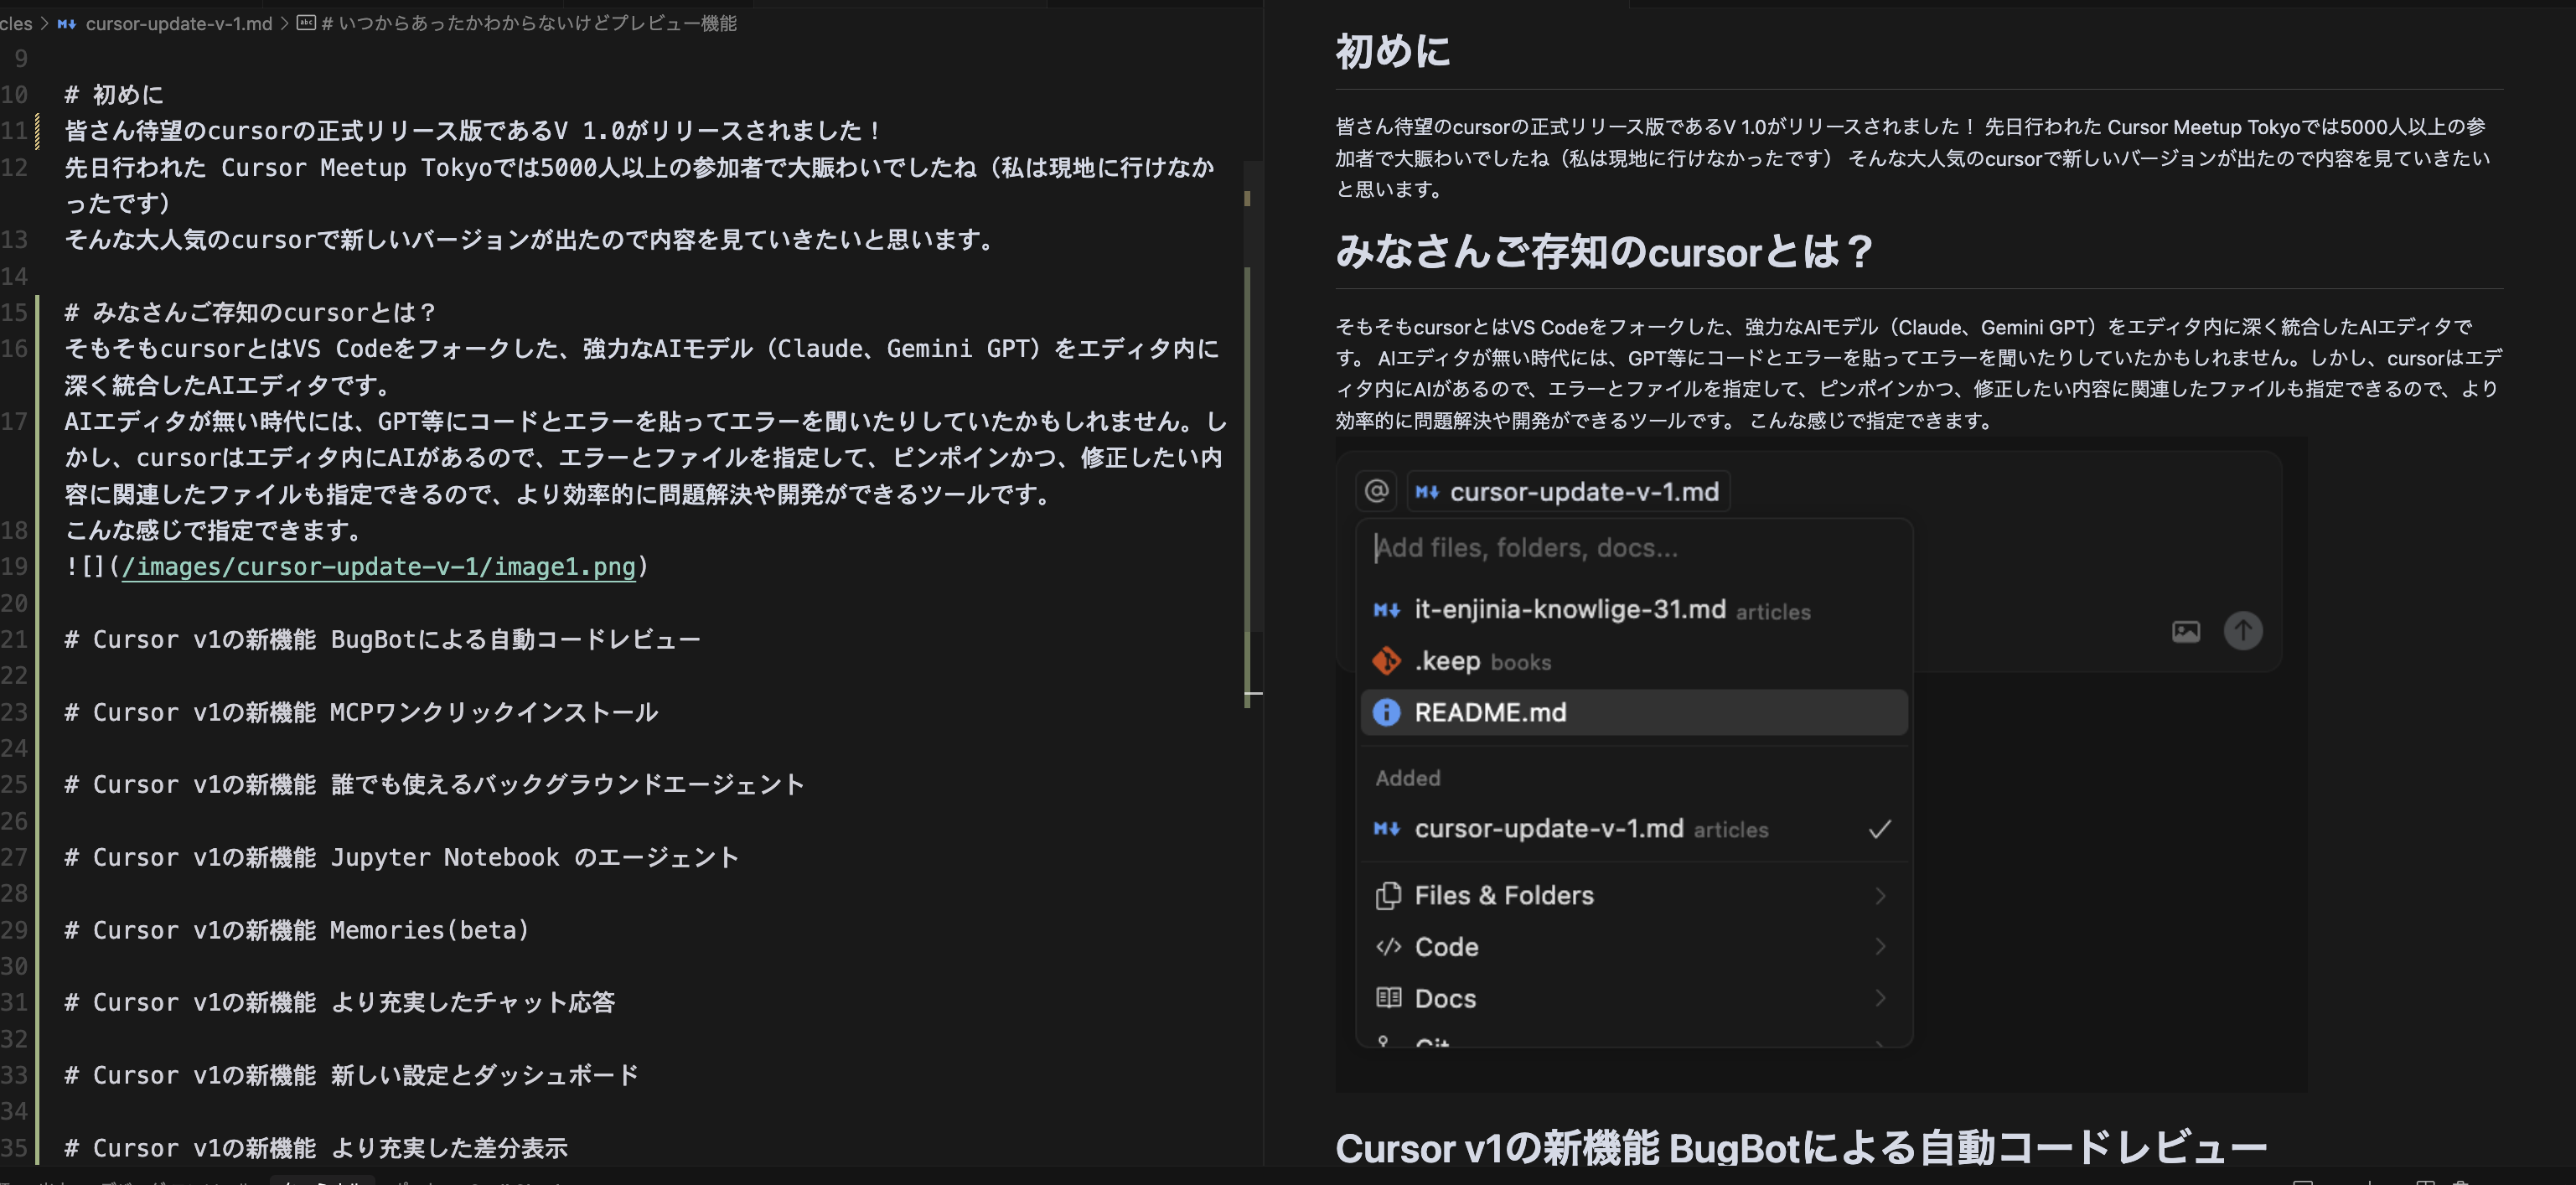 cles > cursor-update-v-1.md > # いつからあったかわからないけどプレビュー機能
9
10 # 初めに
11 皆さん待望のcursorの正式リリース版であるV 1.0がリリースされました！
12 先日行われた Cursor Meetup Tokyoでは5000人以上の参加者で大賑わいでしたね（私は現地に行けなか
ったです）
13 そんな大人気のcursorで新しいバージョンが出たので内容を見ていきたいと思います。
14
15 # みなさんご存知のcursorとは？
16 そもそもcursorとはVS Codeをフォークした、強力なAIモデル（Claude、Gemini GPT）をエディタ内に
深く統合したAIエディタです。
17 AIエディタが無い時代には、GPT等にコードとエラーを貼ってエラーを聞いたりしていたかもしれません。し
かし、cursorはエディタ内にAIがあるので、エラーとファイルを指定して、ピンポインかつ、修正したい内
容に関連したファイルも指定できるので、より効率的に問題解決や開発ができるツールです。
18 こんな感じで指定できます。
19 ![](/images/cursor-update-v-1/image1.png)
20
21 # Cursor v1の新機能 BugBotによる自動コードレビュー
22
23 # Cursor v1の新機能 MCPワンクリックインストール
24
25 # Cursor v1の新機能 誰でも使えるバックグラウンドエージェント
26
27 # Cursor v1の新機能 Jupyter Notebook のエージェント
28
29 # Cursor v1の新機能 Memories(beta)
30
31 # Cursor v1の新機能 より充実したチャット応答
32
33 # Cursor v1の新機能 新しい設定とダッシュボード
34
35 # Cursor v1の新機能 より充実した差分表示
初めに
皆さん待望のcursorの正式リリース版であるV 1.0がリリースされました！ 先日行われた Cursor Meetup Tokyoでは5000人以上の参
加者で大賑わいでしたね（私は現地に行けなかったです） そんな大人気のcursorで新しいバージョンが出たので内容を見ていきたい
と思います。
みなさんご存知のcursorとは？
そもそもcursorとはVS Codeをフォークした、強力なAIモデル（Claude、Gemini GPT）をエディタ内に深く統合したAIエディタで
す。 AIエディタが無い時代には、GPT等にコードとエラーを貼ってエラーを聞いたりしていたかもしれません。しかし、cursorはエデ
ィタ内にAIがあるので、エラーとファイルを指定して、ピンポインかつ、修正したい内容に関連したファイルも指定できるので、より
効率的に問題解決や開発ができるツールです。 こんな感じで指定できます。
@ cursor-update-v-1.md
Add files, folders, docs...
it-enjinia-knowlige-31.md articles
.keep books
README.md
Added
cursor-update-v-1.md articles
Files & Folders
Code
Docs
Git
Cursor v1の新機能 BugBotによる自動コードレビュー